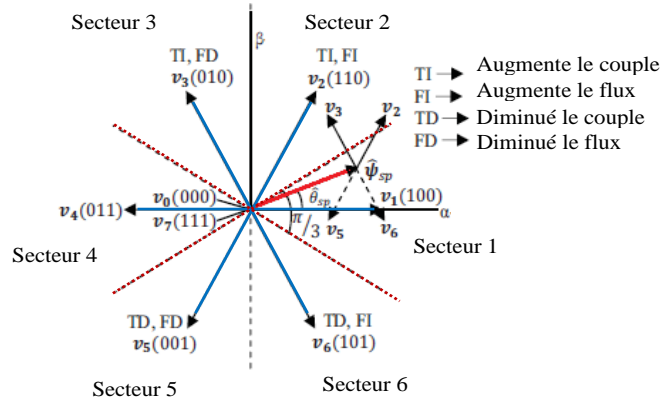 Secteur 3
β
Secteur 2
TI, FD
v₃(010)
TI, FI
v₂(110)
TI → Augmente le couple
FI → Augmente le flux
TD → Diminué le couple
FD → Diminué le flux
v₃
v₂
ψ̂sp
θ̂sp
v₀(000)
v₇(111)
v₄(011)
π/3
v₁(100)
α
v₅
v₆
Secteur 4
Secteur 1
TD, FD
v₅(001)
TD, FI
v₆(101)
Secteur 5
Secteur 6